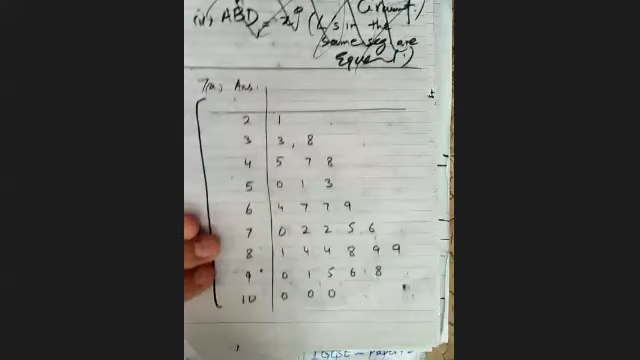 iv) ABD = xy (∠s in the
same seg are
equal.)
7(a) Ans.
2 | 1
3 | 3, 8
4 | 5 7 8
5 | 0 1 3
6 | 4 7 7 9
7 | 0 2 2 5 6
8 | 1 4 4 8 9 9
9 | 0 1 5 6 8
10 | 0 0 0